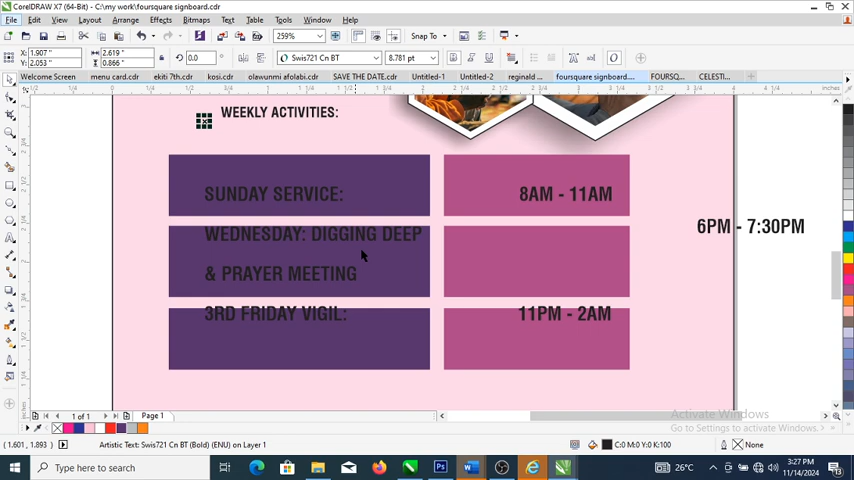 CorelDRAW X7 (64-Bit) - C:\my work\foursquare signboard.cdr
File Edit View Layout Arrange Effects Bitmaps Text Table Tools Window Help
259% Snap To
X: 1.907 "
Y: 2.053 "
2.619 "
0.866 "
0.0 °
Swis721 Cn BT
8.781 pt
Welcome Screen menu card.cdr ekiti 7th.cdr kosi.cdr olawunmi afolabi.cdr SAVE THE DATE.cdr Untitled-1 Untitled-2 reginald ... foursquare signboard.... FOURSQ... CELESTI...
inches
WEEKLY ACTIVITIES:
SUNDAY SERVICE: 8AM - 11AM
6PM - 7:30PM
WEDNESDAY: DIGGING DEEP
& PRAYER MEETING
3RD FRIDAY VIGIL: 11PM - 2AM
Activate Windows
Go to Settings to activate Windows.
1 of 1 Page 1
(1.601, 1.893) Artistic Text: Swis721 Cn BT (Bold) (ENU) on Layer 1 C:0 M:0 Y:0 K:100 None
Type here to search
26°C
3:27 PM
11/14/2024